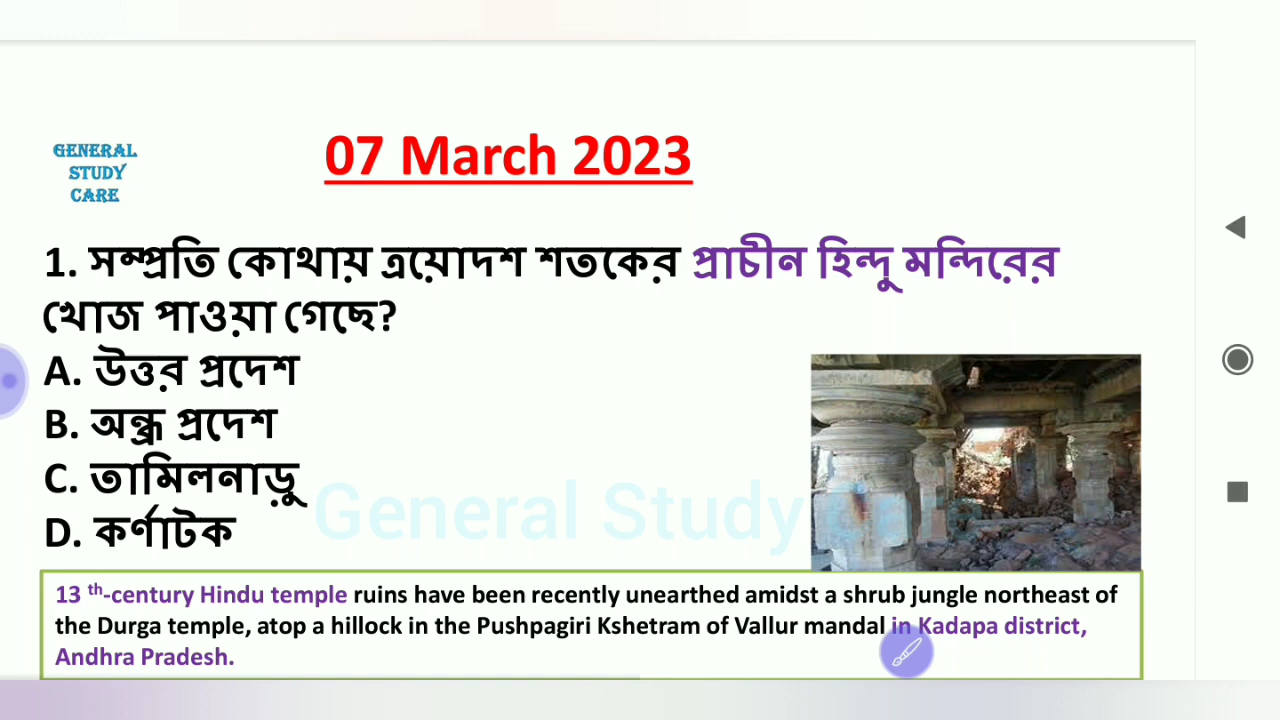 GENERAL
STUDY
CARE
07 March 2023
1. সম্প্রতি কোথায় ত্রয়োদশ শতকের প্রাচীন হিন্দু মন্দিরের
খোজ পাওয়া গেছে?
A. উত্তর প্রদেশ
B. অন্ধ্র প্রদেশ
C. তামিলনাড়ু
D. কর্ণাটক
General Study Care
13 th-century Hindu temple ruins have been recently unearthed amidst a shrub jungle northeast of
the Durga temple, atop a hillock in the Pushpagiri Kshetram of Vallur mandal in Kadapa district,
Andhra Pradesh.